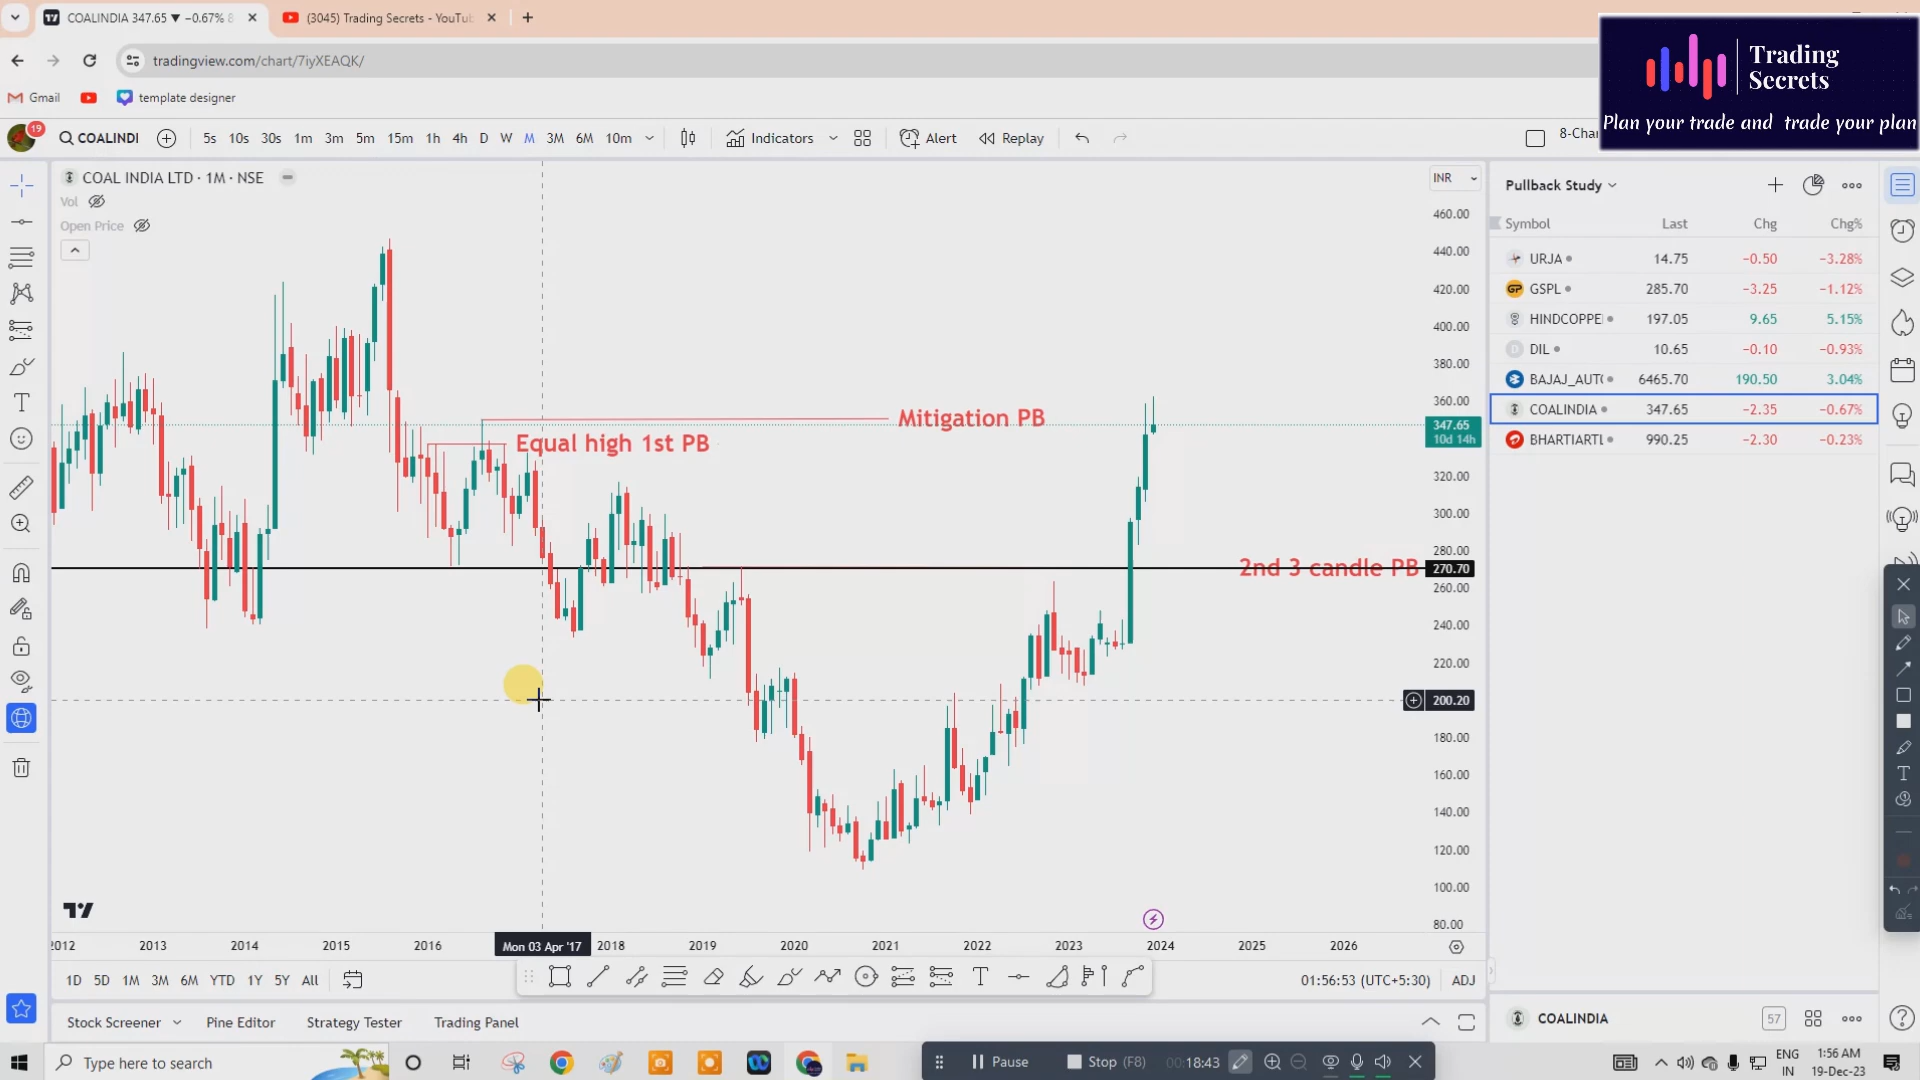 COALINDIA 347.65 ▼ −0.67%
(3045) Trading Secrets - YouTu
tradingview.com/chart/7iyXEAQK/
Gmail
template designer
Trading
Secrets
Plan your trade and trade your plan
19
COALINDI
5s 10s 30s 1m 3m 5m 15m 1h 4h D W M 3M 6M 10m
Indicators
Alert
Replay
8-Cha
COAL INDIA LTD · 1M · NSE
Vol
Open Price
INR
460.00
440.00
420.00
400.00
380.00
360.00
347.65
10d 14h
320.00
300.00
280.00
270.70
260.00
240.00
220.00
200.20
180.00
160.00
140.00
120.00
100.00
80.00
Mitigation PB
Equal high 1st PB
2nd 3 candle PB
2012 2013 2014 2015 2016 Mon 03 Apr '17 2018 2019 2020 2021 2022 2023 2024 2025 2026
1D 5D 1M 3M 6M YTD 1Y 5Y All
01:56:53 (UTC+5:30) ADJ
Stock Screener Pine Editor Strategy Tester Trading Panel
Pullback Study
Symbol Last Chg Chg%
URJA 14.75 −0.50 −3.28%
GSPL 285.70 −3.25 −1.12%
HINDCOPPE 197.05 9.65 5.15%
DIL 10.65 −0.10 −0.93%
BAJAJ_AUT 6465.70 190.50 3.04%
COALINDIA 347.65 −2.35 −0.67%
BHARTIARTL 990.25 −2.30 −0.23%
COALINDIA 57
Type here to search
Pause
Stop (F8)
00:18:43
ENG
IN
1:56 AM
19-Dec-23